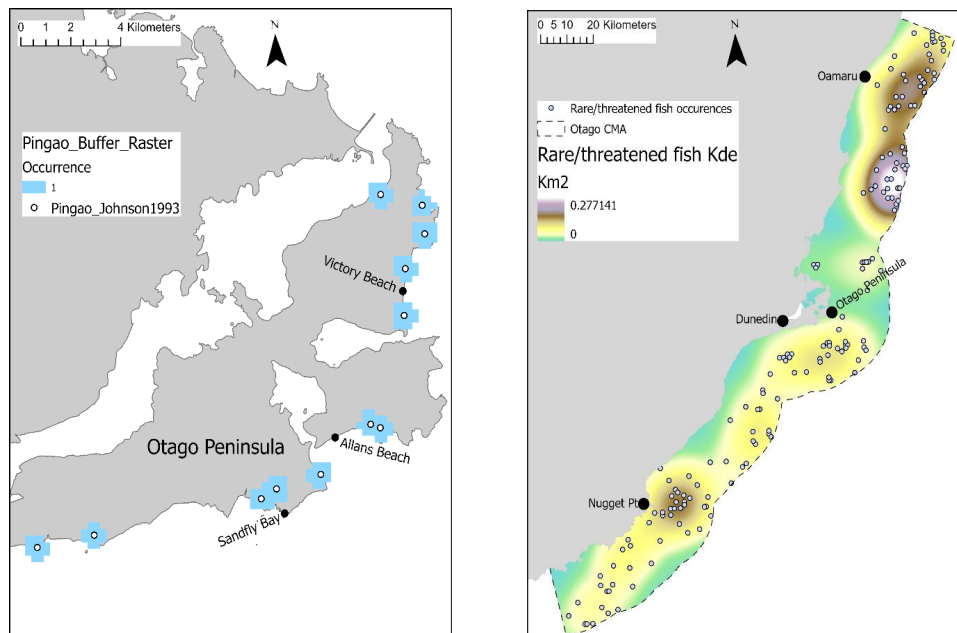 0 1 2 4 Kilometers
N
Pingao_Buffer_Raster
Occurrence
1
Pingao_Johnson1993
Victory Beach
Otago Peninsula
Allans Beach
Sandfly Bay
0 5 10 20 Kilometers
N
Oamaru
Rare/threatened fish occurences
Otago CMA
Rare/threatened fish Kde
Km2
0.277141
0
Otago Peninsula
Dunedin
Nugget Pt